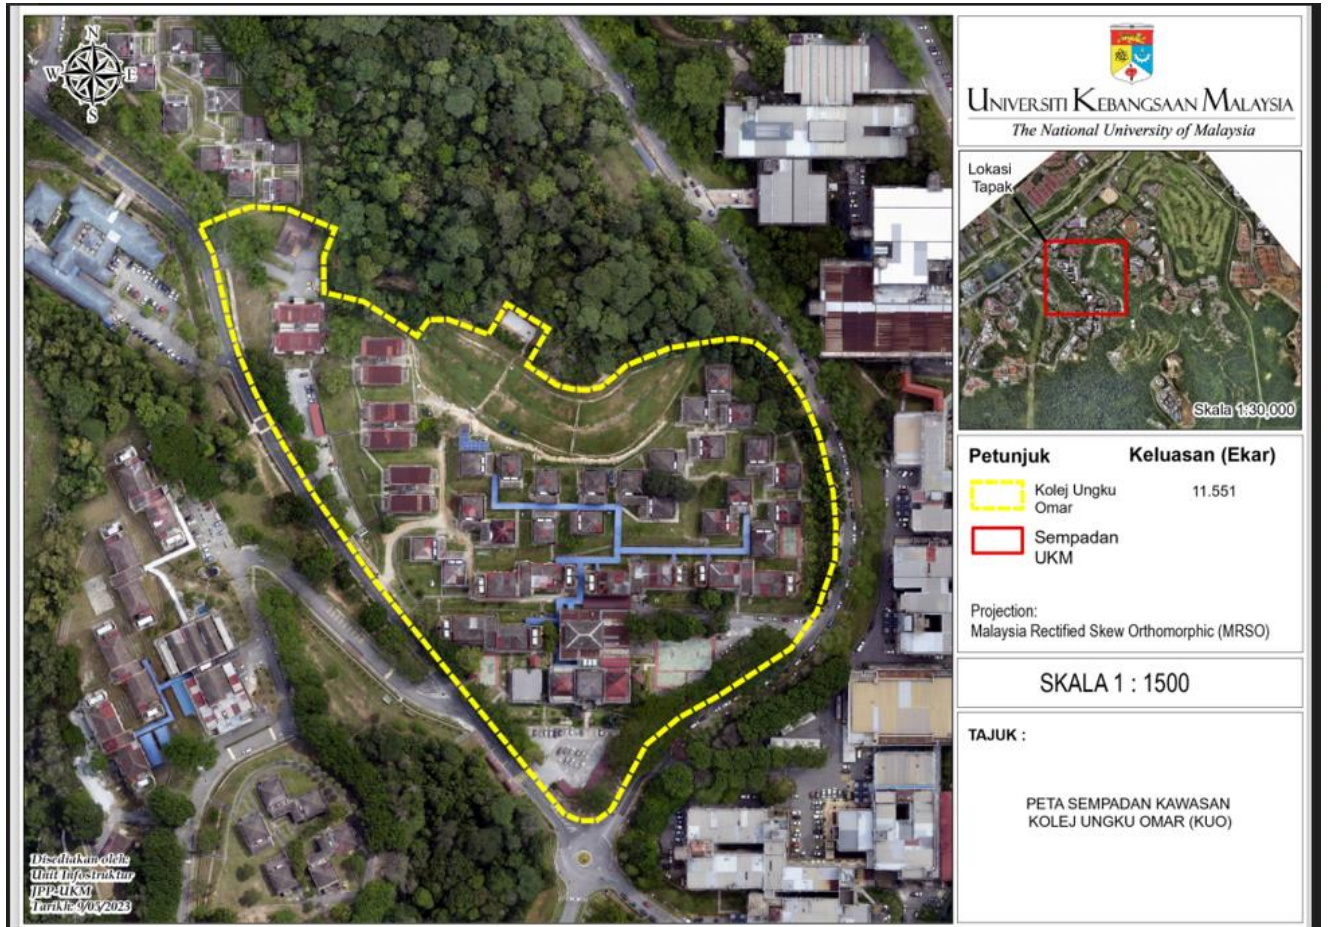 N
W E
S
UNIVERSITI KEBANGSAAN MALAYSIA
The National University of Malaysia
Lokasi
Tapak
Skala 1:30,000
Petunjuk Keluasan (Ekar)
Kolej Ungku 11.551
Omar
Sempadan
UKM
Projection:
Malaysia Rectified Skew Orthomorphic (MRSO)
SKALA 1 : 1500
TAJUK :
PETA SEMPADAN KAWASAN
KOLEJ UNGKU OMAR (KUO)
Disediakan oleh:
Unit Infostruktur
JPP-UKM
Tarikh: 9/03/2023